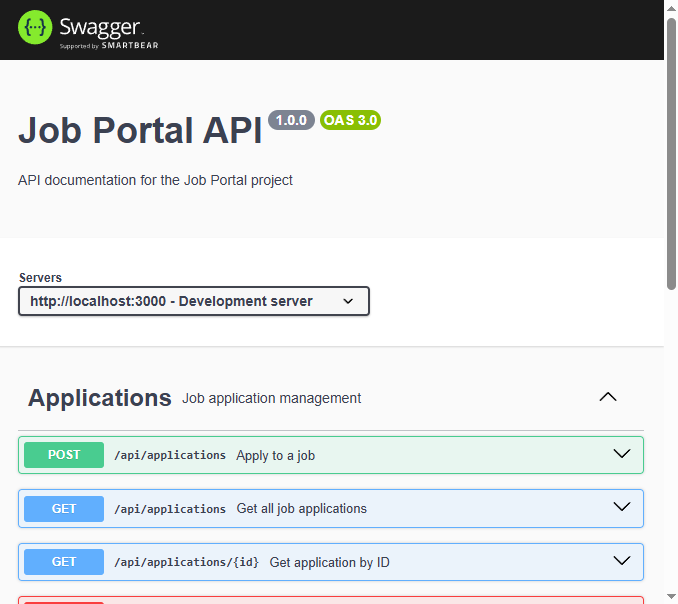 {...} Swagger.
Supported by SMARTBEAR
Job Portal API 1.0.0 OAS 3.0
API documentation for the Job Portal project
Servers
http://localhost:3000 - Development server
Applications Job application management
POST /api/applications Apply to a job
GET /api/applications Get all job applications
GET /api/applications/{id} Get application by ID